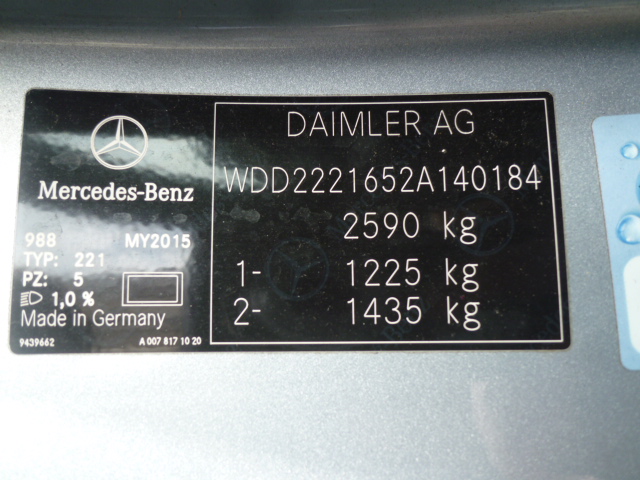 Mercedes-Benz
988 MY2015
TYP: 221
PZ: 5
1,0 %
Made in Germany
9439662 A 007 817 10 20
DAIMLER AG
WDD2221652A140184
2590 kg
1- 1225 kg
2- 1435 kg